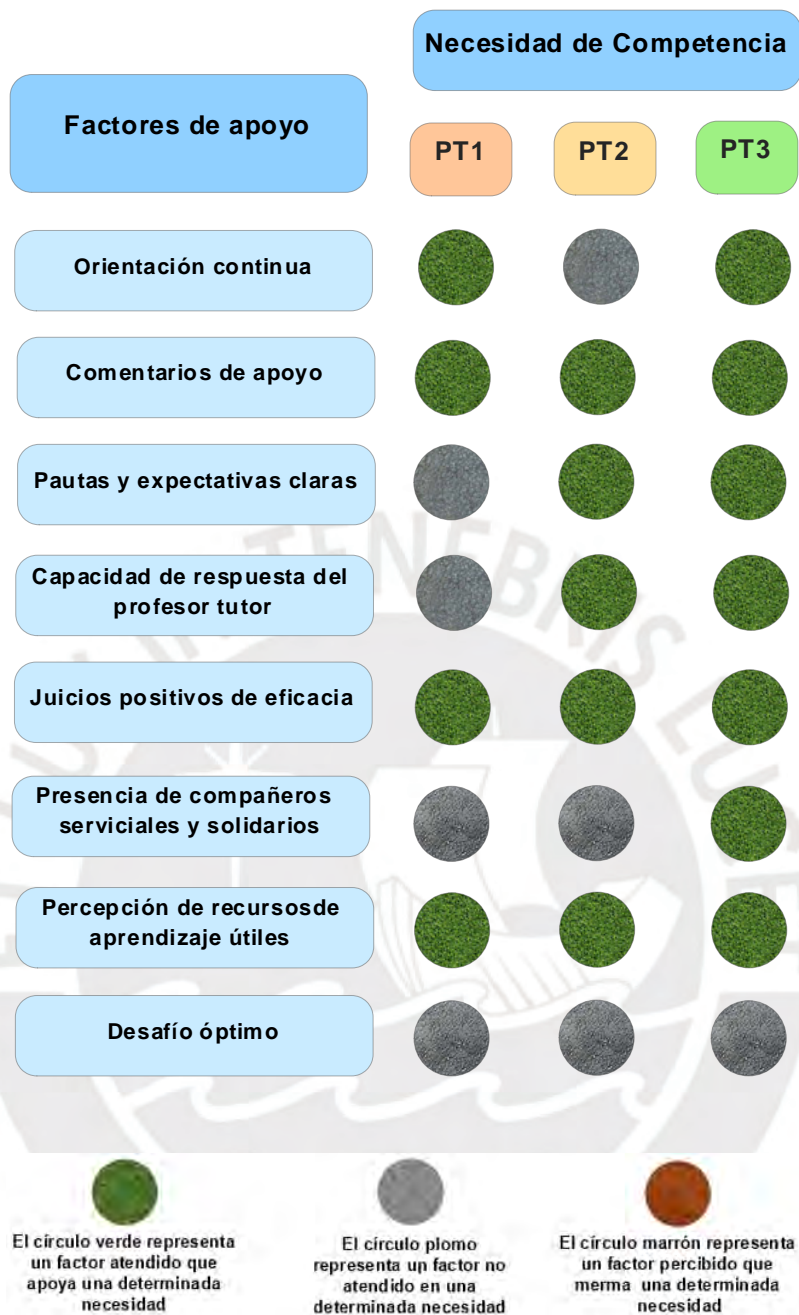 Necesidad de Competencia
Factores de apoyo
PT1
PT2
PT3
Orientación continua
Comentarios de apoyo
Pautas y expectativas claras
Capacidad de respuesta del
profesor tutor
Juicios positivos de eficacia
Presencia de compañeros
serviciales y solidarios
Percepción de recursosde
aprendizaje útiles
Desafío óptimo
El círculo verde representa
un factor atendido que
apoya una determinada
necesidad
El círculo plomo
representa un factor no
atendido en una
determinada necesidad
El círculo marrón representa
un factor percibido que
merma una determinada
necesidad